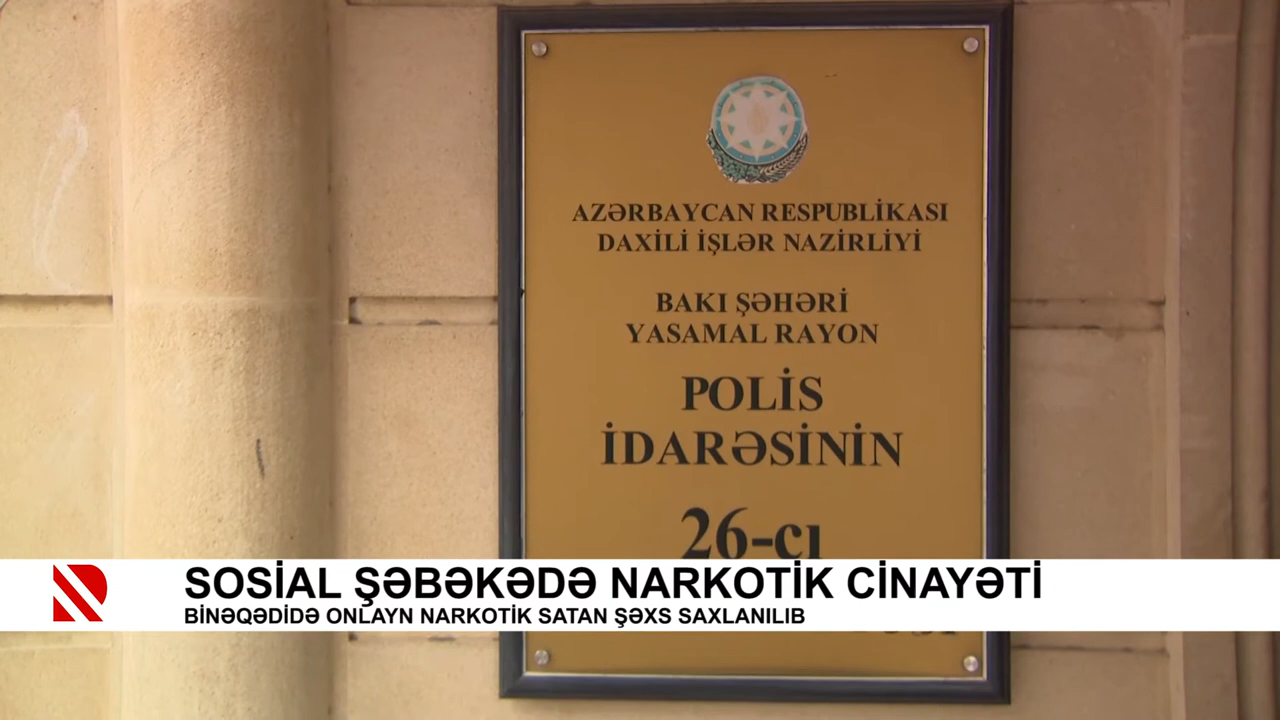 AZƏRBAYCAN RESPUBLİKASI
DAXİLİ İŞLƏR NAZİRLİYİ
BAKI ŞƏHƏRİ
YASAMAL RAYON
POLİS
İDARƏSİNİN
26-cı
SOSİAL ŞƏBƏKƏDƏ NARKOTİK CİNAYƏTİ
BİNƏQƏDİDƏ ONLAYN NARKOTİK SATAN ŞƏXS SAXLANILIB